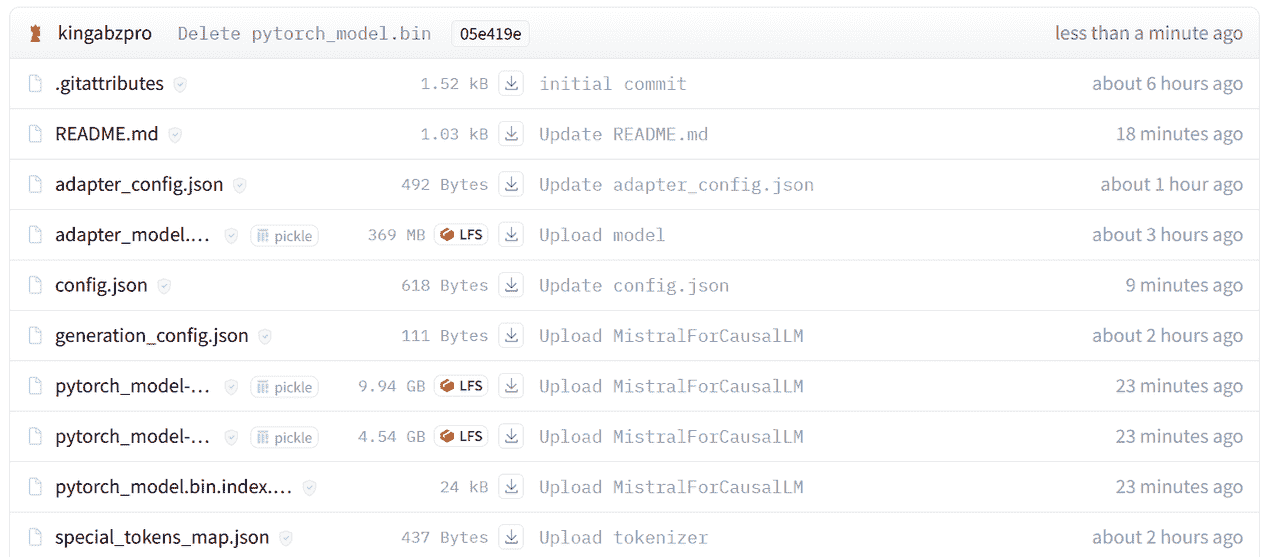 kingabzpro Delete pytorch_model.bin 05e419e less than a minute ago
.gitattributes 1.52 kB initial commit about 6 hours ago
README.md 1.03 kB Update README.md 18 minutes ago
adapter_config.json 492 Bytes Update adapter_config.json about 1 hour ago
adapter_model.... pickle 369 MB LFS Upload model about 3 hours ago
config.json 618 Bytes Update config.json 9 minutes ago
generation_config.json 111 Bytes Upload MistralForCausalLM about 2 hours ago
pytorch_model-... pickle 9.94 GB LFS Upload MistralForCausalLM 23 minutes ago
pytorch_model-... pickle 4.54 GB LFS Upload MistralForCausalLM 23 minutes ago
pytorch_model.bin.index.... 24 kB Upload MistralForCausalLM 23 minutes ago
special_tokens_map.json 437 Bytes Upload tokenizer about 2 hours ago